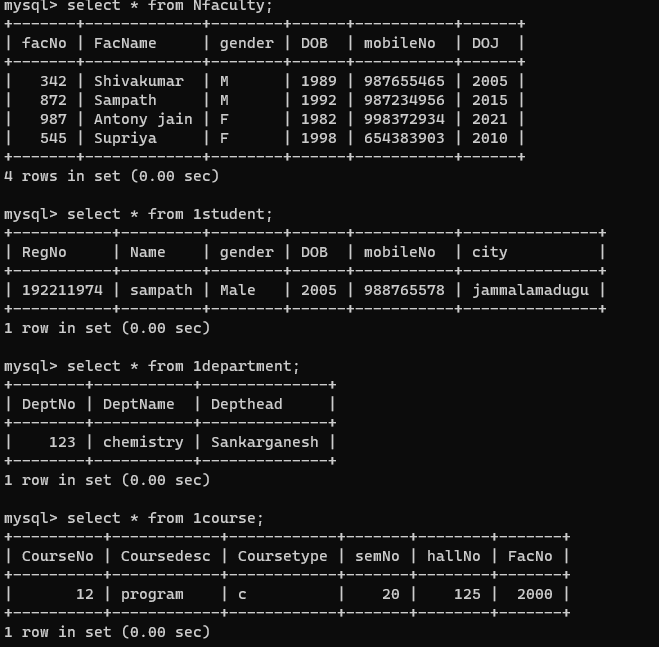 mysql> select * from Nfaculty;
+-------+-------------+--------+------+-----------+------+
| facNo | FacName     | gender | DOB  | mobileNo  | DOJ  |
+-------+-------------+--------+------+-----------+------+
|   342 | Shivakumar  | M      | 1989 | 987655465 | 2005 |
|   872 | Sampath     | M      | 1992 | 987234956 | 2015 |
|   987 | Antony jain | F      | 1982 | 998372934 | 2021 |
|   545 | Supriya     | F      | 1998 | 654383903 | 2010 |
+-------+-------------+--------+------+-----------+------+
4 rows in set (0.00 sec)

mysql> select * from 1student;
+-----------+---------+--------+------+-----------+---------------+
| RegNo     | Name    | gender | DOB  | mobileNo  | city          |
+-----------+---------+--------+------+-----------+---------------+
| 192211974 | sampath | Male   | 2005 | 988765578 | jammalamadugu |
+-----------+---------+--------+------+-----------+---------------+
1 row in set (0.00 sec)

mysql> select * from 1department;
+--------+-----------+--------------+
| DeptNo | DeptName  | Depthead     |
+--------+-----------+--------------+
|    123 | chemistry | Sankarganesh |
+--------+-----------+--------------+
1 row in set (0.00 sec)

mysql> select * from 1course;
+----------+------------+------------+-------+--------+-------+
| CourseNo | Coursedesc | Coursetype | semNo | hallNo | FacNo |
+----------+------------+------------+-------+--------+-------+
|       12 | program    | c          |    20 |    125 |  2000 |
+----------+------------+------------+-------+--------+-------+
1 row in set (0.00 sec)